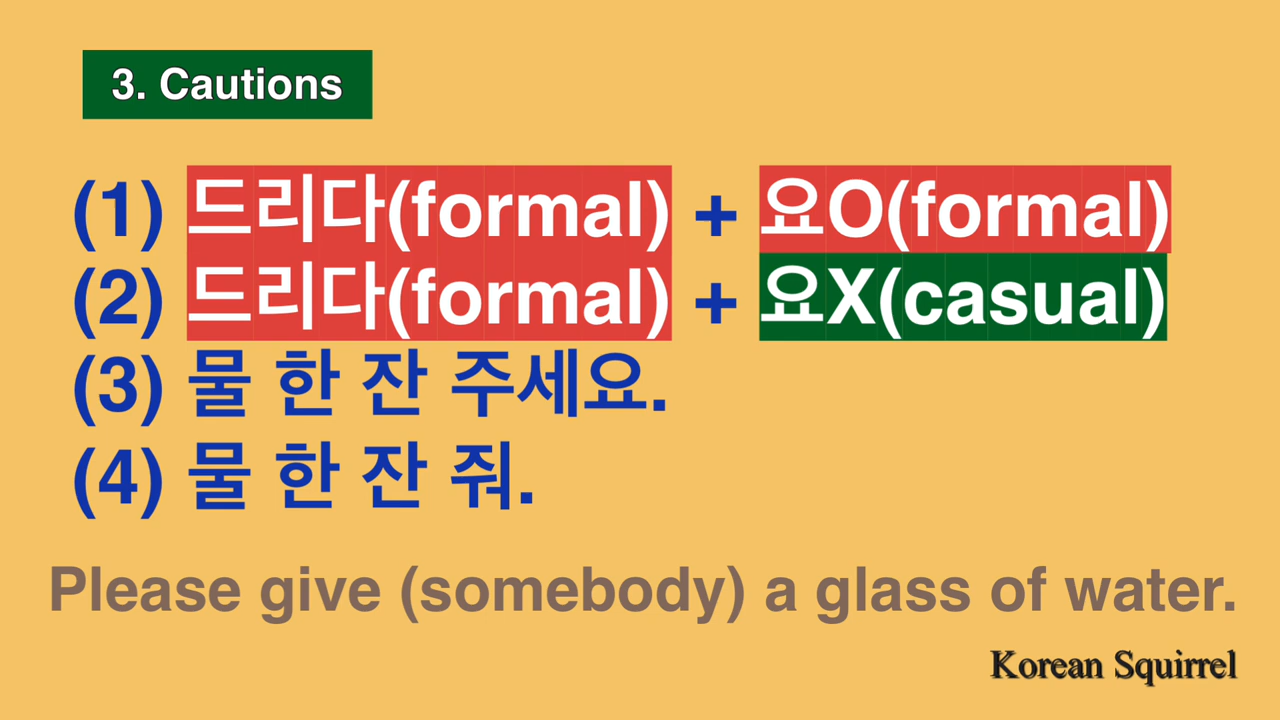 3. Cautions
(1) 드리다(formal) + 요O(formal)
(2) 드리다(formal) + 요X(casual)
(3) 물 한 잔 주세요.
(4) 물 한 잔 줘.
Please give (somebody) a glass of water.
Korean Squirrel